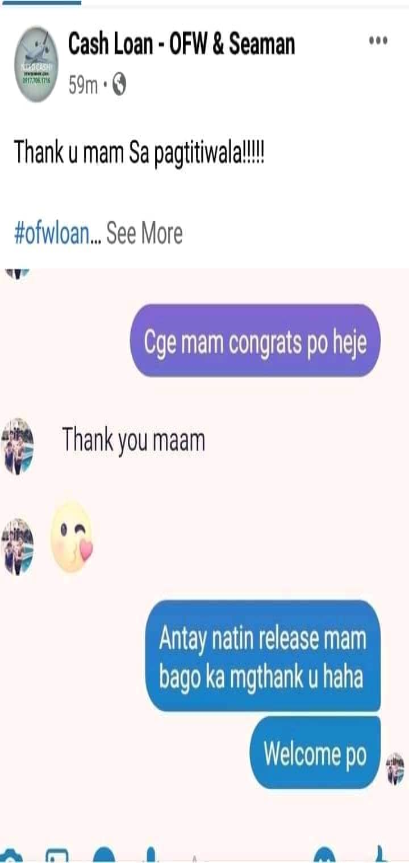 Cash Loan - OFW & Seaman
59m
Thank u mam Sa pagtitiwala!!!!!
#ofwloan... See More
Cge mam congrats po heje
Thank you maam
Antay natin release mam
bago ka mgthank u haha
Welcome po